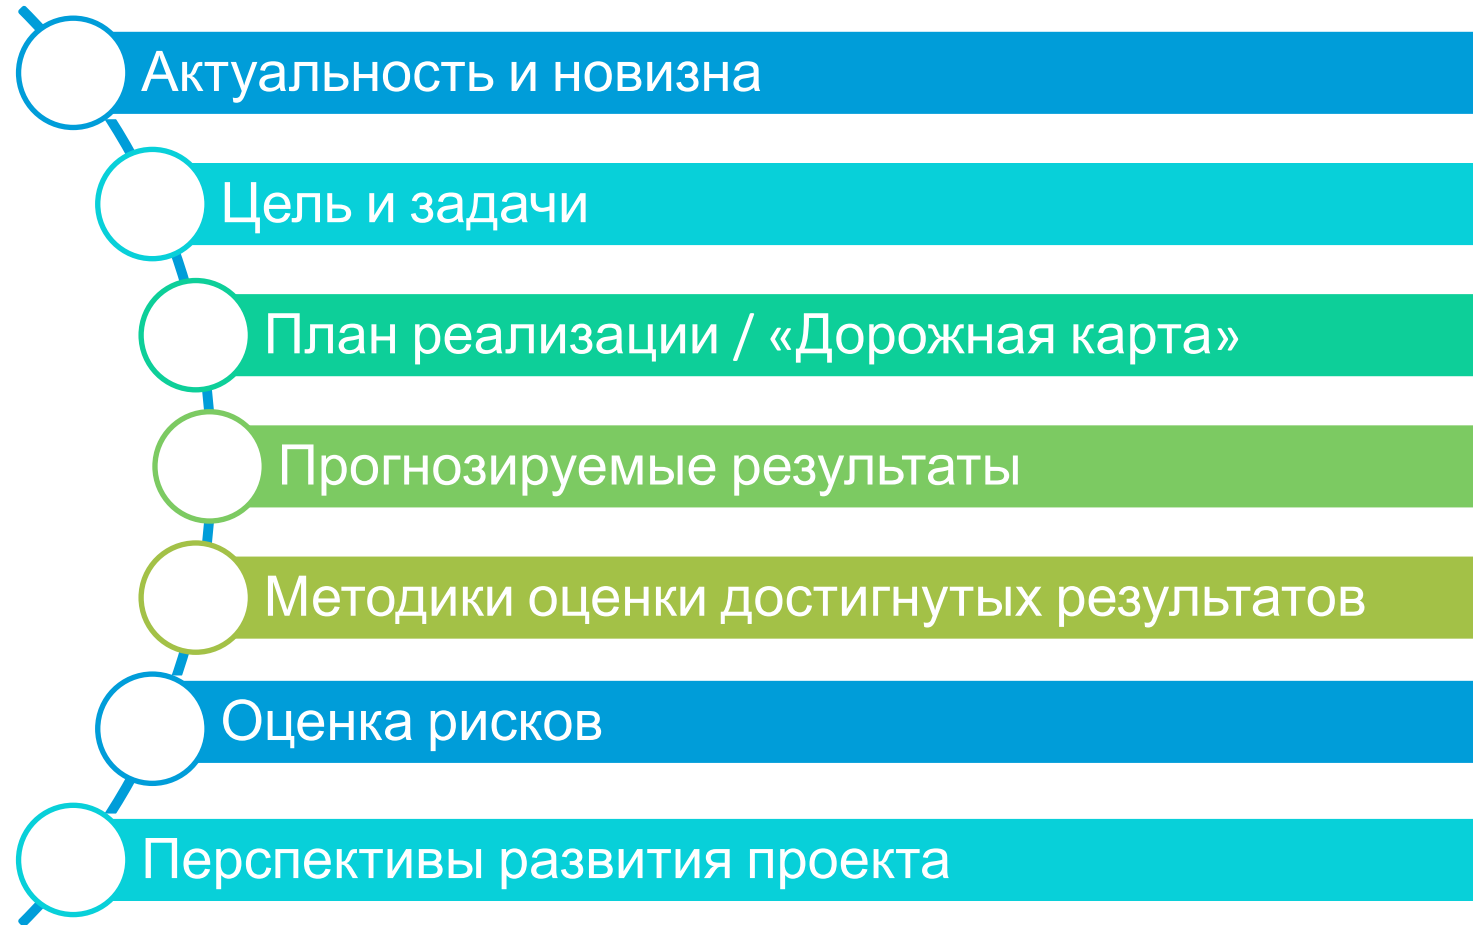 Актуальность и новизна
Цель и задачи
План реализации / «Дорожная карта»
Прогнозируемые результаты
Методики оценки достигнутых результатов
Оценка рисков
Перспективы развития проекта